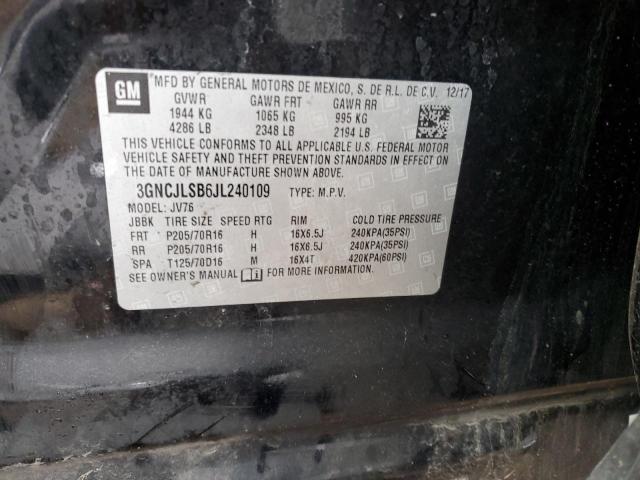 GM
MFD BY GENERAL MOTORS DE MEXICO, S. DE R.L. DE C.V. 12/17
GVWR GAWR FRT GAWR RR
1944 KG 1065 KG 995 KG
4286 LB 2348 LB 2194 LB
THIS VEHICLE CONFORMS TO ALL APPLICABLE U.S. FEDERAL MOTOR
VEHICLE SAFETY AND THEFT PREVENTION STANDARDS IN EFFECT ON
THE DATE OF MANUFACTURE SHOWN ABOVE.
3GNCJLSB6JL240109 TYPE: M.P.V.
MODEL: JV76
JBBK TIRE SIZE SPEED RTG RIM COLD TIRE PRESSURE
FRT P205/70R16 H 16X6.5J 240KPA(35PSI)
RR P205/70R16 H 16X6.5J 240KPA(35PSI)
SPA T125/70D16 M 16X4T 420KPA(60PSI)
SEE OWNER'S MANUAL FOR MORE INFORMATION.